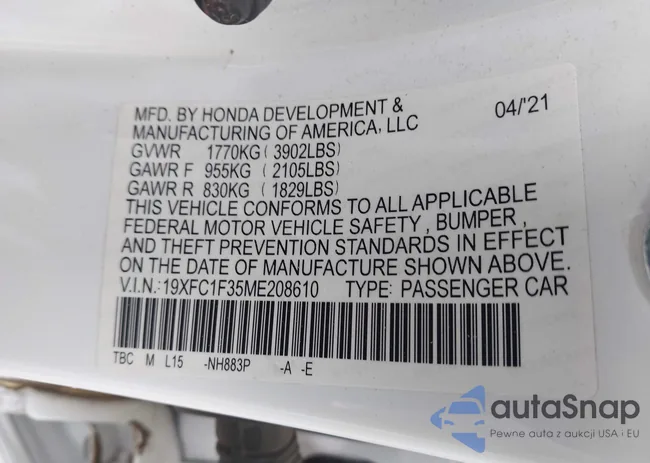 MFD. BY HONDA DEVELOPMENT & 04/'21
MANUFACTURING OF AMERICA, LLC
GVWR 1770KG ( 3902LBS)
GAWR F 955KG ( 2105LBS)
GAWR R 830KG ( 1829LBS)
THIS VEHICLE CONFORMS TO ALL APPLICABLE
FEDERAL MOTOR VEHICLE SAFETY , BUMPER ,
AND THEFT PREVENTION STANDARDS IN EFFECT
ON THE DATE OF MANUFACTURE SHOWN ABOVE.
V.I.N.: 19XFC1F35ME208610 TYPE: PASSENGER CAR
TBC M L15 -NH883P -A -E
autaSnap
Pewne auta z aukcji USA i EU